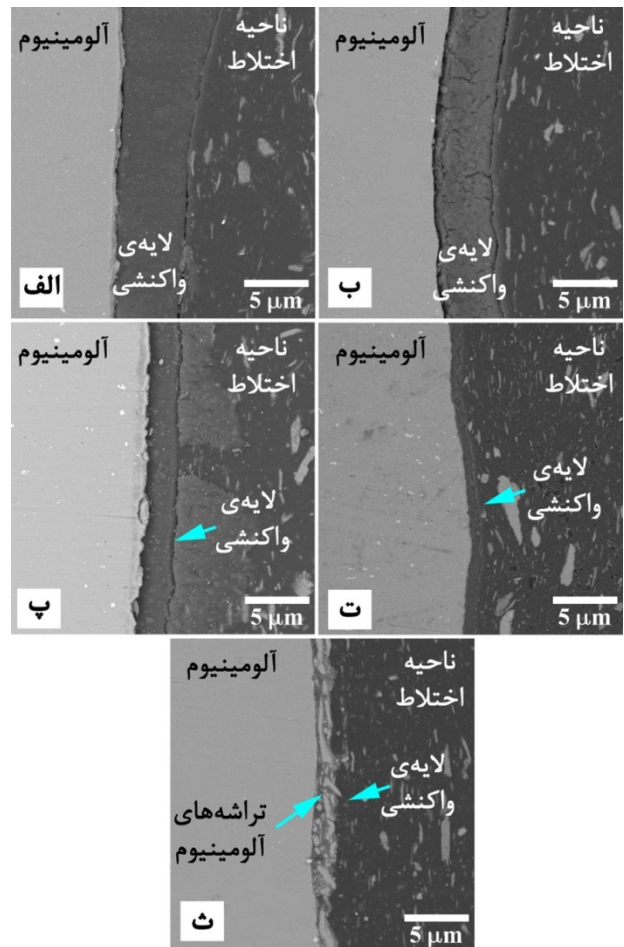 آلومینیوم
ناحیه
اختلاط
لایه‌ی
واکنشی
الف
5 µm
آلومینیوم
ناحیه
اختلاط
لایه‌ی
واکنشی
ب
5 µm
آلومینیوم
ناحیه
اختلاط
لایه‌ی
واکنشی
پ
5 µm
آلومینیوم
ناحیه
اختلاط
لایه‌ی
واکنشی
ت
5 µm
آلومینیوم
ناحیه
اختلاط
لایه‌ی
واکنشی
تراشه‌های
آلومینیوم
ث
5 µm